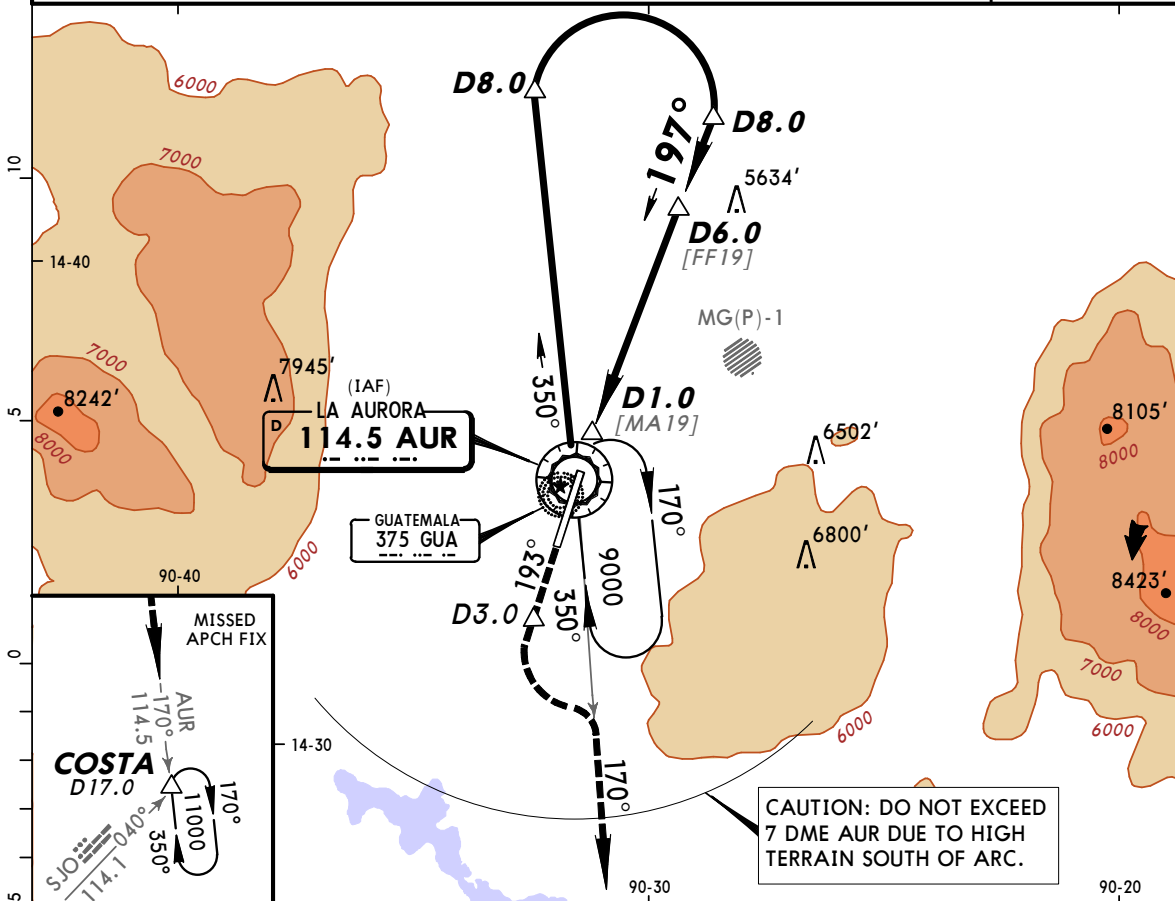 6000
7000
D8.0
D8.0
197°
5634'
10
D6.0
[FF19]
14-40
MG(P)-1
7945'
7000
8242'
8000
(IAF)
LA AURORA
D 114.5 AUR
350°
D1.0
[MA19]
5
6502'
8105'
8000
170°
GUATEMALA
375 GUA
6000
193°
350°
9000
6800'
8423'
8000
90-40
D3.0
7000
6000
6000
0
MISSED
APCH FIX
AUR
170°
114.5
14-30
COSTA
D17.0
170°
11000
350°
040°
SJO
114.1
170°
CAUTION: DO NOT EXCEED
7 DME AUR DUE TO HIGH
TERRAIN SOUTH OF ARC.
5
90-30
90-20